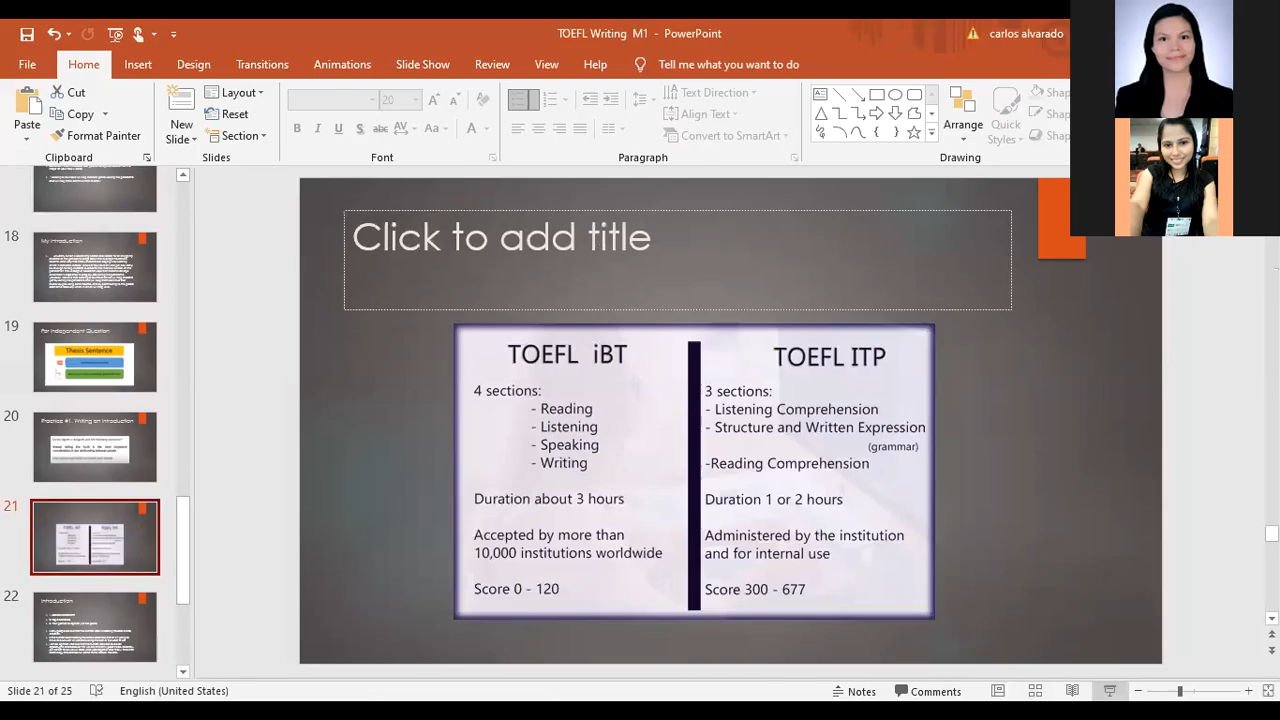 TOEFL Writing M1 - PowerPoint
carlos alvarado
File Home Insert Design Transitions Animations Slide Show Review View Help Tell me what you want to do
Paste
Cut
Copy
Format Painter
Clipboard
New Slide
Layout
Reset
Section
Slides
20
Font
Text Direction
Align Text
Convert to SmartArt
Paragraph
Arrange
Quick Styles
Drawing
18
My Introduction
19
For Independent Question
Thesis Sentence
20
Practice #1. Writing an Introduction
21
22
Introduction
Click to add title
TOEFL iBT
4 sections:
- Reading
- Listening
- Speaking
- Writing
Duration about 3 hours
Accepted by more than
10,000 institutions worldwide
Score 0 - 120
TOEFL ITP
3 sections:
- Listening Comprehension
- Structure and Written Expression
(grammar)
-Reading Comprehension
Duration 1 or 2 hours
Administered by the institution
and for internal use
Score 300 - 677
Slide 21 of 25 English (United States) Notes Comments